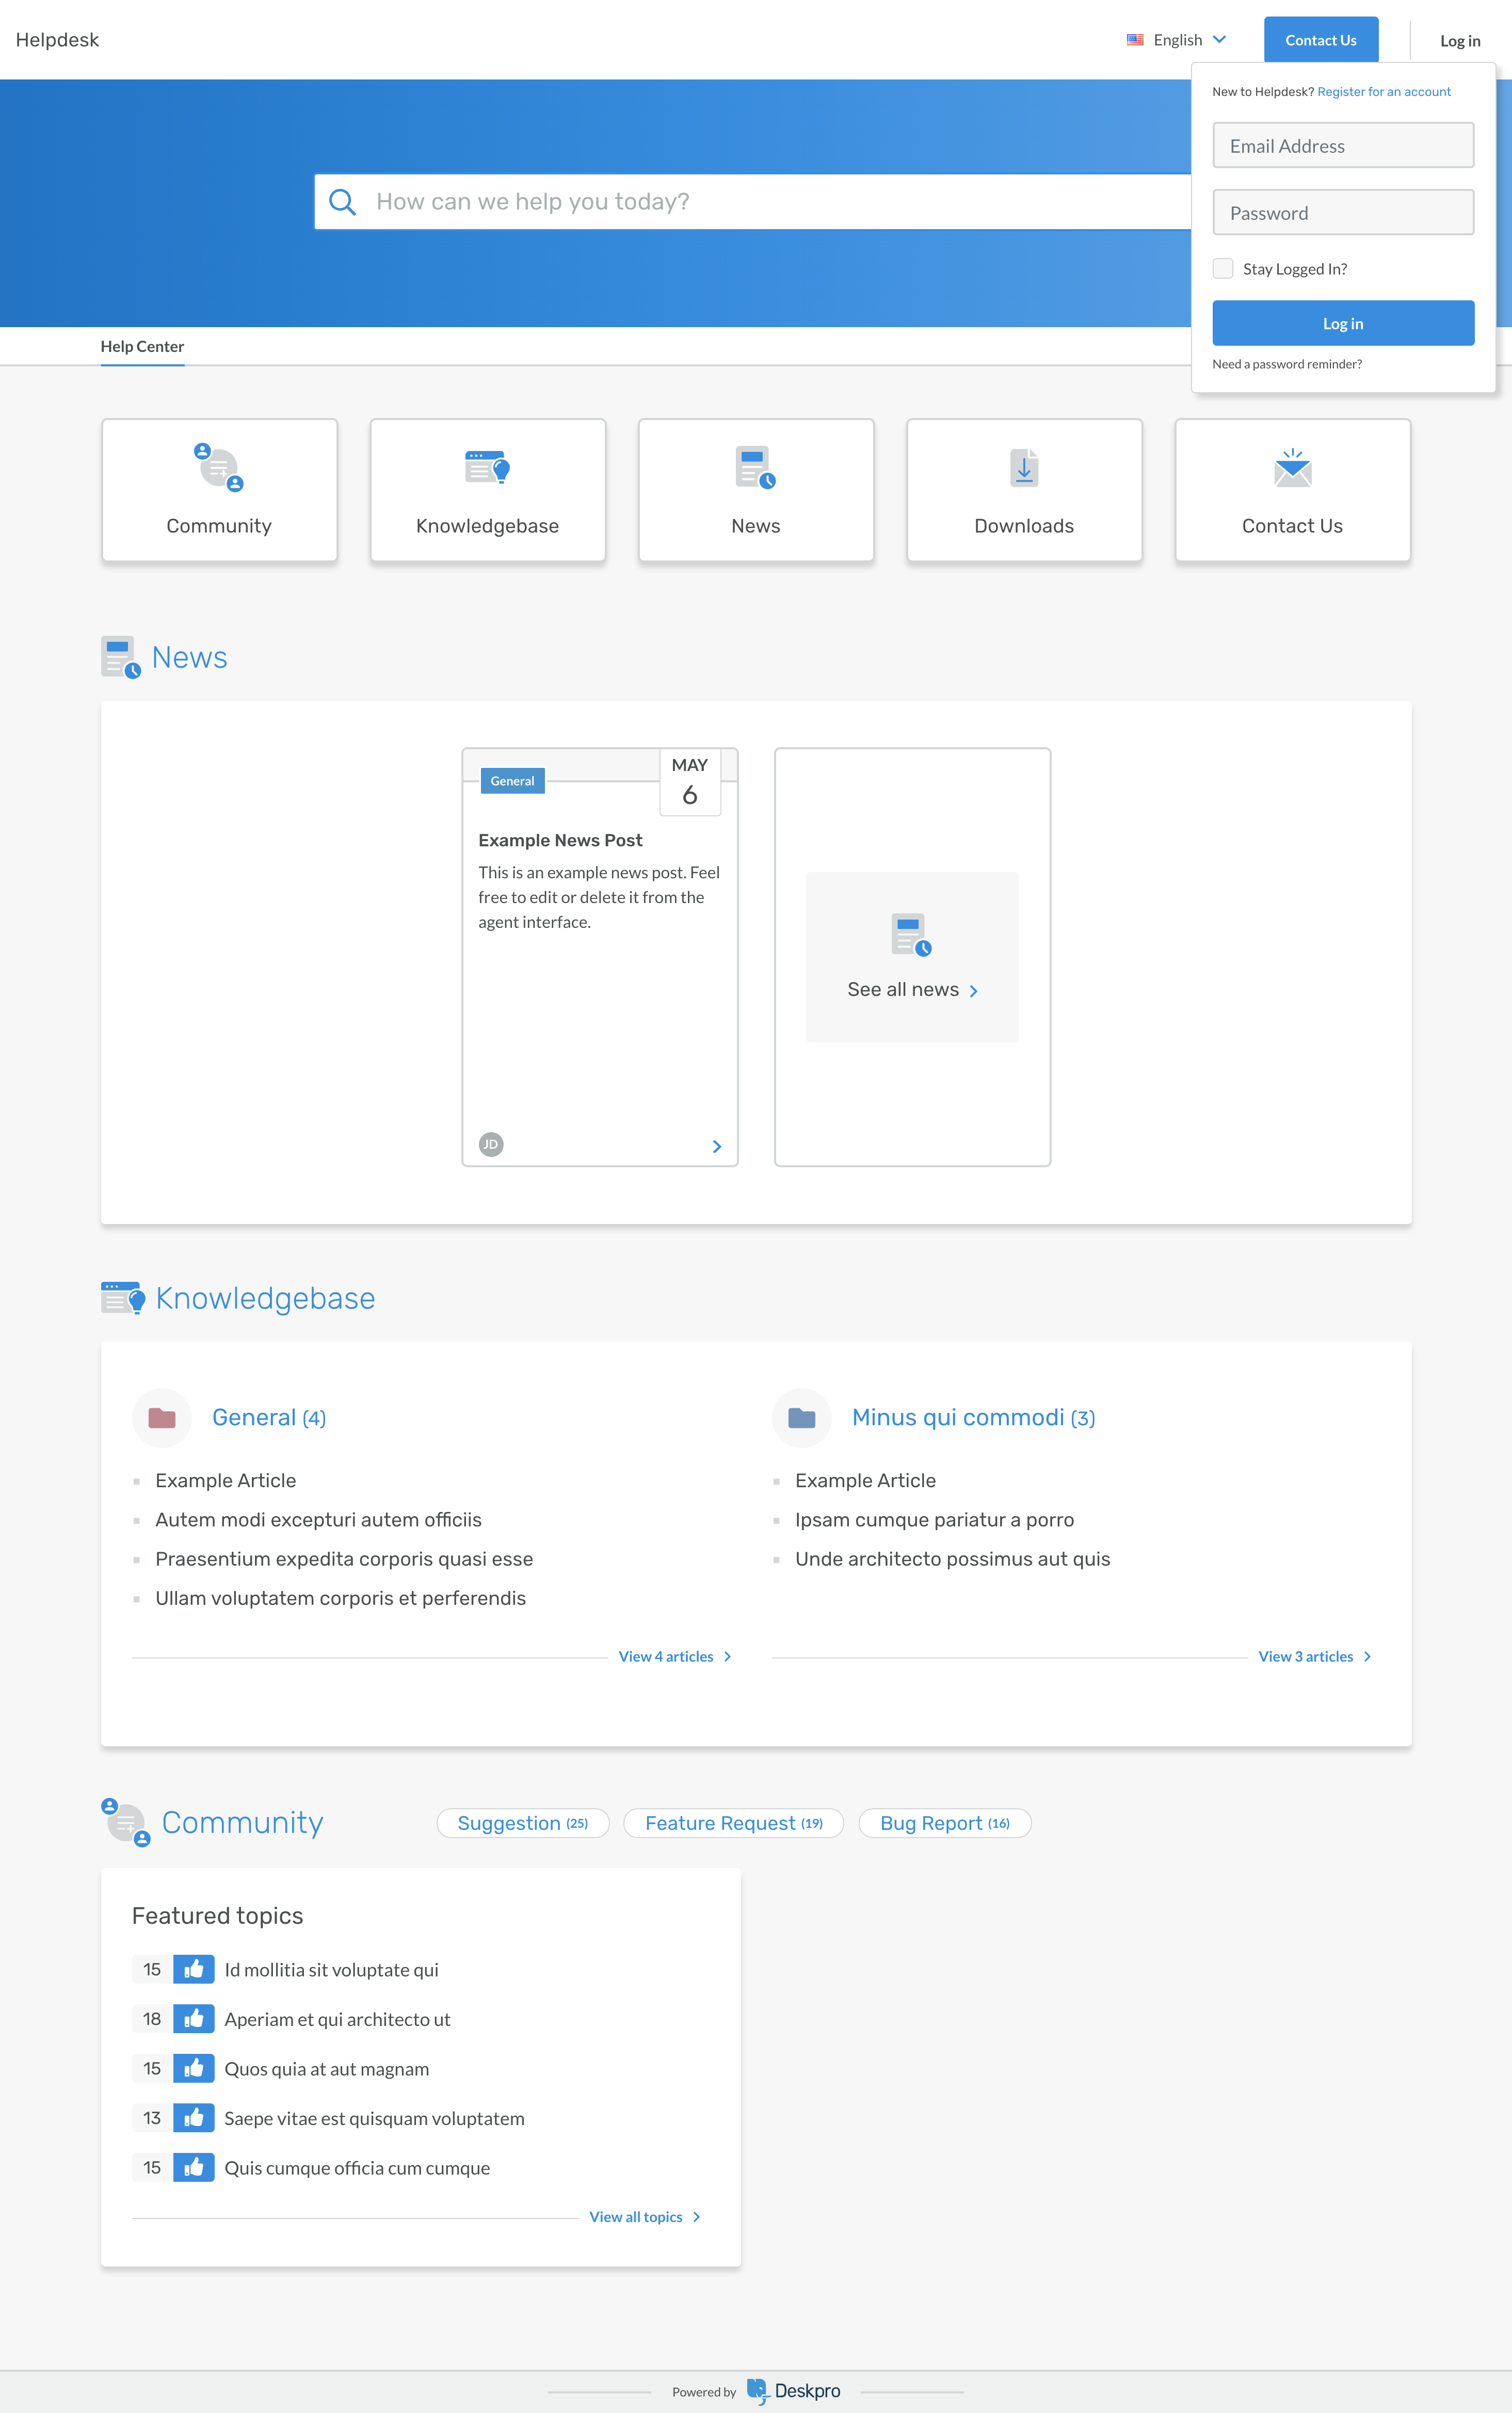 Helpdesk
English
Contact Us
Log in
New to Helpdesk? Register for an account
Email Address
Password
Stay Logged In?
Log in
Need a password reminder?
How can we help you today?
Help Center
Community
Knowledgebase
News
Downloads
Contact Us
News
General
MAY
6
Example News Post
This is an example news post. Feel
free to edit or delete it from the
agent interface.
JD
See all news
Knowledgebase
General (4)
Example Article
Autem modi excepturi autem officiis
Praesentium expedita corporis quasi esse
Ullam voluptatem corporis et perferendis
View 4 articles
Minus qui commodi (3)
Example Article
Ipsam cumque pariatur a porro
Unde architecto possimus aut quis
View 3 articles
Community
Suggestion (25)
Feature Request (19)
Bug Report (16)
Featured topics
15 Id mollitia sit voluptate qui
18 Aperiam et qui architecto ut
15 Quos quia at aut magnam
13 Saepe vitae est quisquam voluptatem
15 Quis cumque officia cum cumque
View all topics
Powered by Deskpro